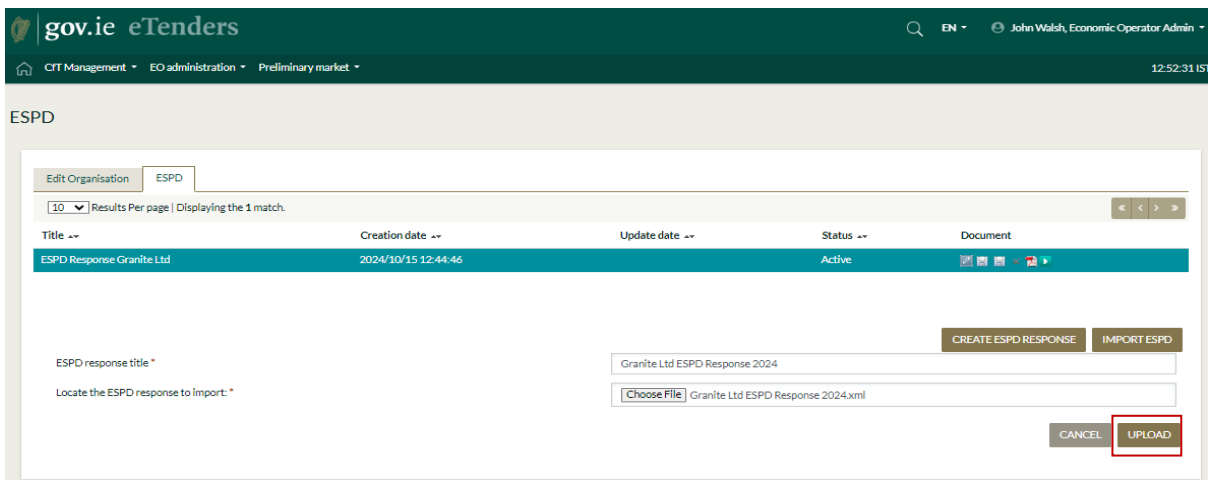 gov.ie eTenders
EN
John Walsh, Economic Operator Admin
CfT Management EO administration Preliminary market
12:52:31 IST
ESPD
Edit Organisation ESPD
10 Results Per page | Displaying the 1 match.
« < > »
Title Creation date Update date Status Document
ESPD Response Granite Ltd 2024/10/15 12:44:46 Active
CREATE ESPD RESPONSE IMPORT ESPD
ESPD response title * Granite Ltd ESPD Response 2024
Locate the ESPD response to import: * Choose File Granite Ltd ESPD Response 2024.xml
CANCEL UPLOAD